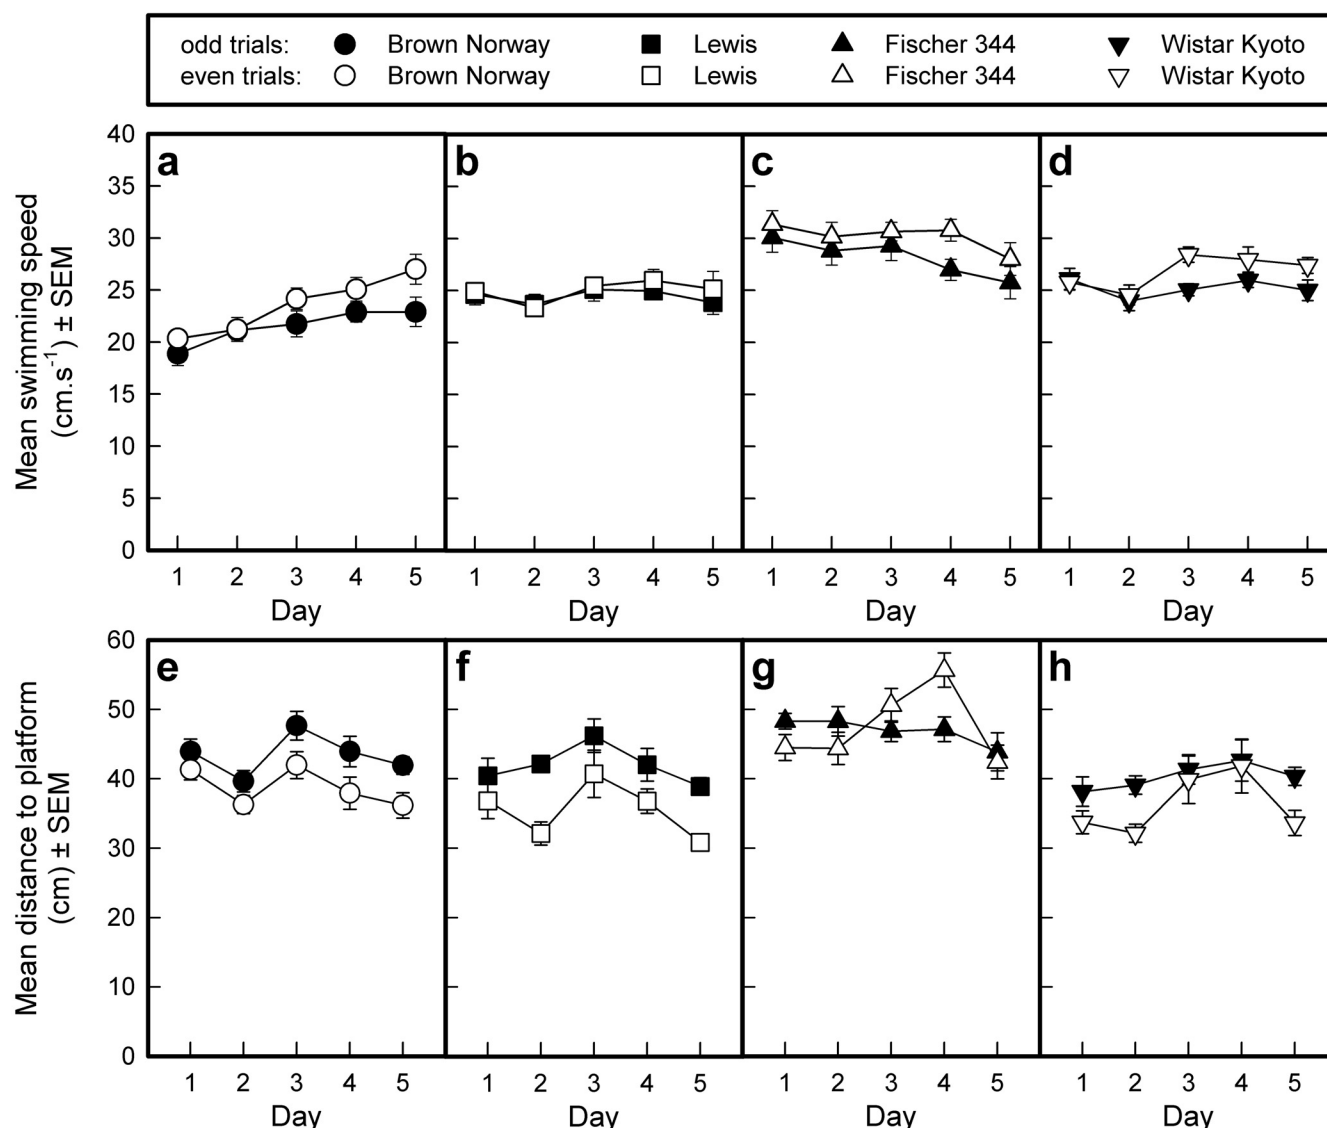 odd trials: Brown Norway Lewis Fischer 344 Wistar Kyoto
even trials: Brown Norway Lewis Fischer 344 Wistar Kyoto
Mean swimming speed
(cm.s-1) ± SEM
40
35
30
25
20
15
10
5
0
a b c d
1 2 3 4 5 1 2 3 4 5 1 2 3 4 5 1 2 3 4 5
Day Day Day Day
Mean distance to platform
(cm) ± SEM
60
50
40
30
20
10
0
e f g h
1 2 3 4 5 1 2 3 4 5 1 2 3 4 5 1 2 3 4 5
Day Day Day Day